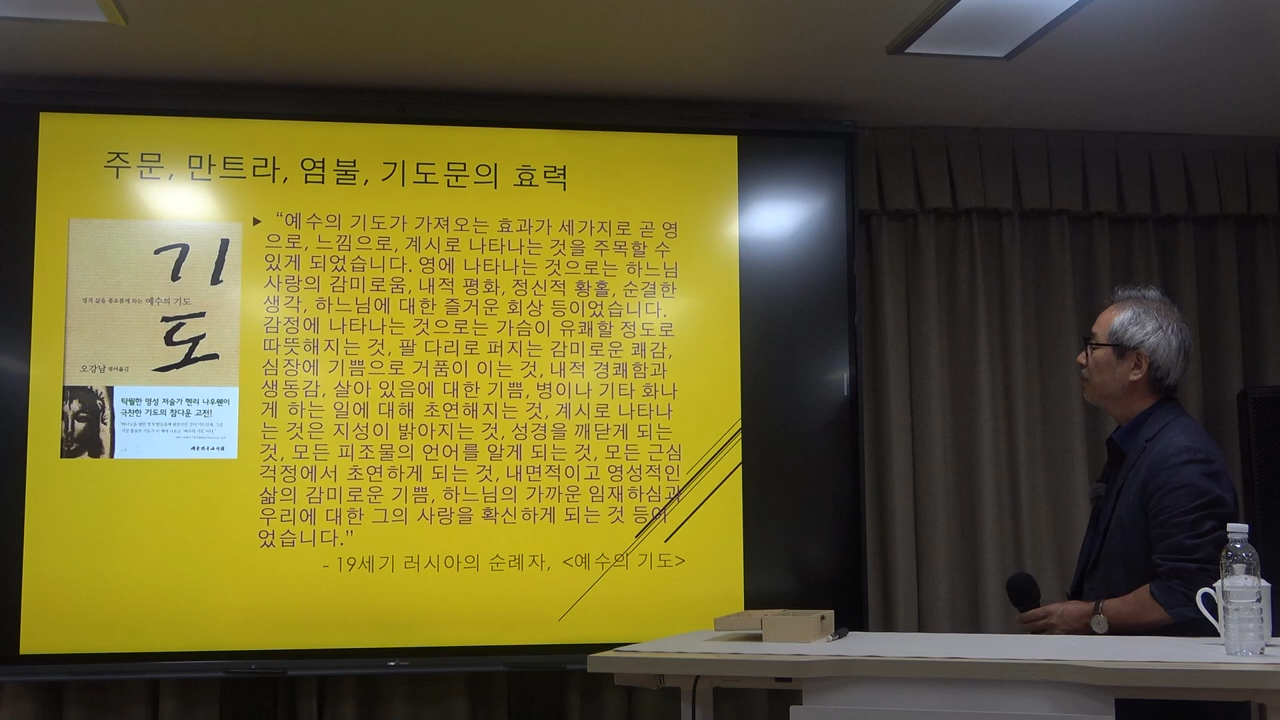 주문, 만트라, 염불, 기도문의 효력
기
영적 삶을 풍요롭게 하는 예수의 기도
도
오강남 엮어옮김
탁월한 영성 저술가 헨리 나우웬이
극찬한 기도의 참다운 고전!
대한기독교서회
“예수의 기도가 가져오는 효과가 세가지로 곧 영
으로, 느낌으로, 계시로 나타나는 것을 주목할 수
있게 되었습니다. 영에 나타나는 것으로는 하느님
사랑의 감미로움, 내적 평화, 정신적 황홀, 순결한
생각, 하느님에 대한 즐거운 회상 등이었습니다.
감정에 나타나는 것으로는 가슴이 유쾌할 정도로
따뜻해지는 것, 팔 다리로 퍼지는 감미로운 쾌감,
심장에 기쁨으로 거품이 이는 것, 내적 경쾌함과
생동감, 살아 있음에 대한 기쁨, 병이나 기타 화나
게 하는 일에 대해 초연해지는 것, 계시로 나타나
는 것은 지성이 밝아지는 것, 성경을 깨닫게 되는
것, 모든 피조물의 언어를 알게 되는 것, 모든 근심
걱정에서 초연하게 되는 것, 내면적이고 영성적인
삶의 감미로운 기쁨, 하느님의 가까운 임재하심과
우리에 대한 그의 사랑을 확신하게 되는 것 등이
었습니다."
- 19세기 러시아의 순례자, <예수의 기도>